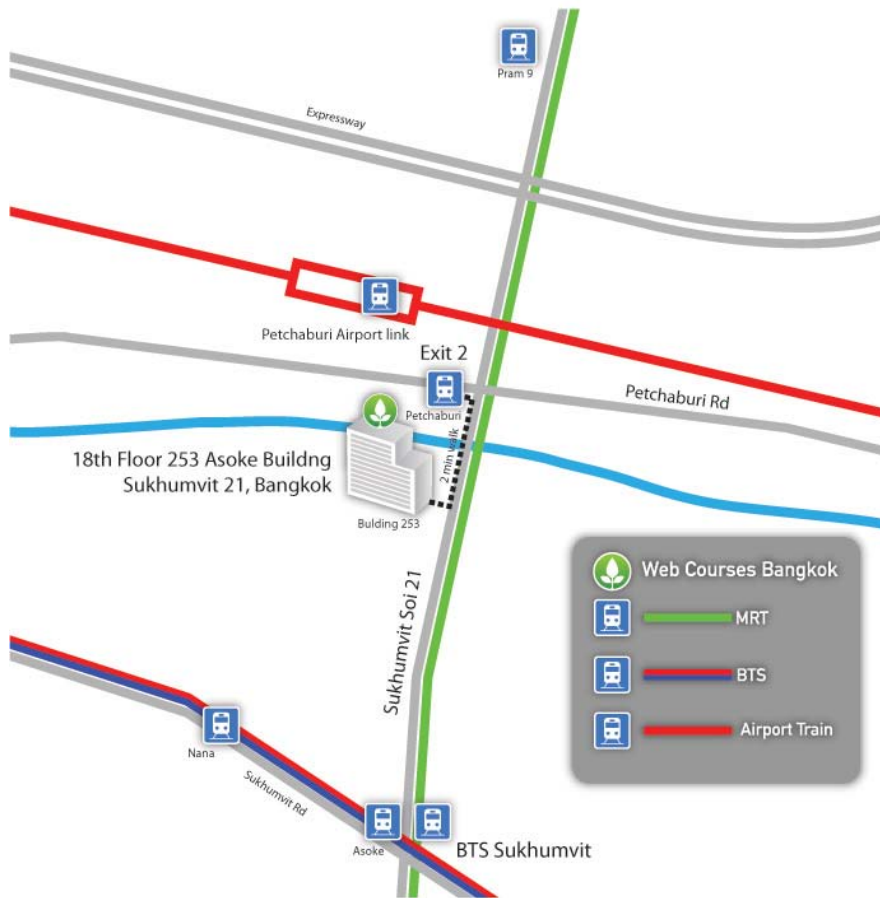 Pram 9
Expressway
Petchaburi Airport link
Exit 2
Petchaburi Rd
Petchaburi
2 min walk
18th Floor 253 Asoke Buildng
Sukhumvit 21, Bangkok
Bulding 253
Web Courses Bangkok
MRT
BTS
Airport Train
Sukhumvit Soi 21
Nana
Sukhumvit Rd
Asoke
BTS Sukhumvit